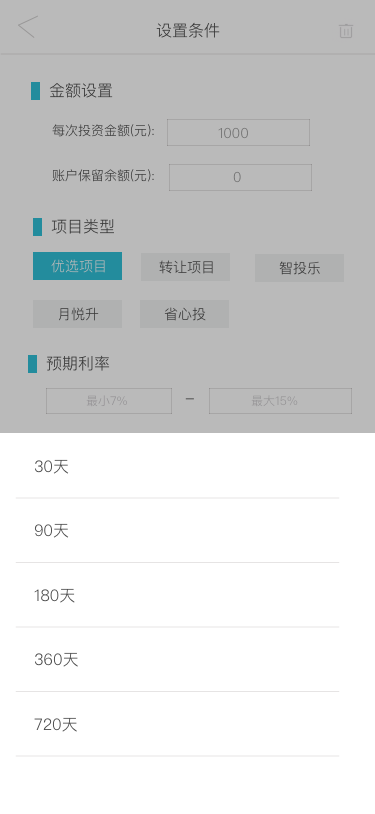 设置条件
金额设置
每次投资金额(元): 1000
账户保留余额(元): 0
项目类型
优选项目 转让项目 智投乐
月悦升 省心投
预期利率
最小7% – 最大15%
30天
90天
180天
360天
720天